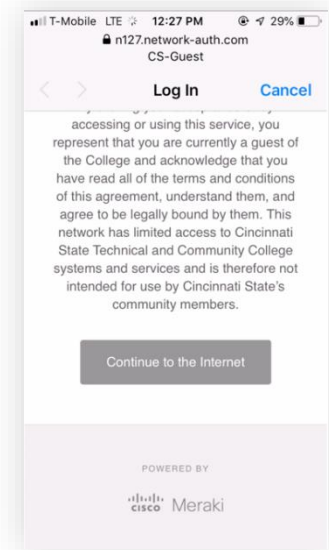 T-Mobile LTE 12:27 PM 29%
n127.network-auth.com
CS-Guest
Log In Cancel
accessing or using this service, you
represent that you are currently a guest of
the College and acknowledge that you
have read all of the terms and conditions
of this agreement, understand them, and
agree to be legally bound by them. This
network has limited access to Cincinnati
State Technical and Community College
systems and services and is therefore not
intended for use by Cincinnati State's
community members.
Continue to the Internet
POWERED BY
cisco Meraki